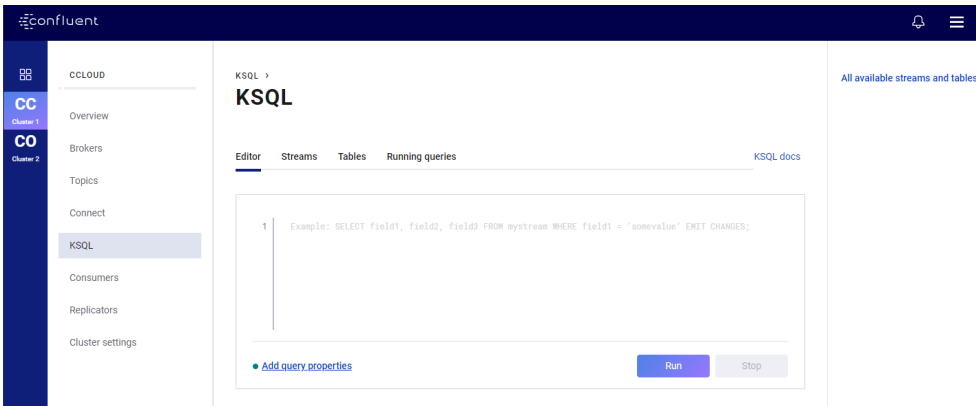 confluent
CC
Cluster 1
CO
Cluster 2
CCLOUD
Overview
Brokers
Topics
Connect
KSQL
Consumers
Replicators
Cluster settings
KSQL >
KSQL
Editor Streams Tables Running queries KSQL docs
1 Example: SELECT field1, field2, field3 FROM mystream WHERE field1 = 'somevalue' EMIT CHANGES;
Add query properties Run Stop
All available streams and tables